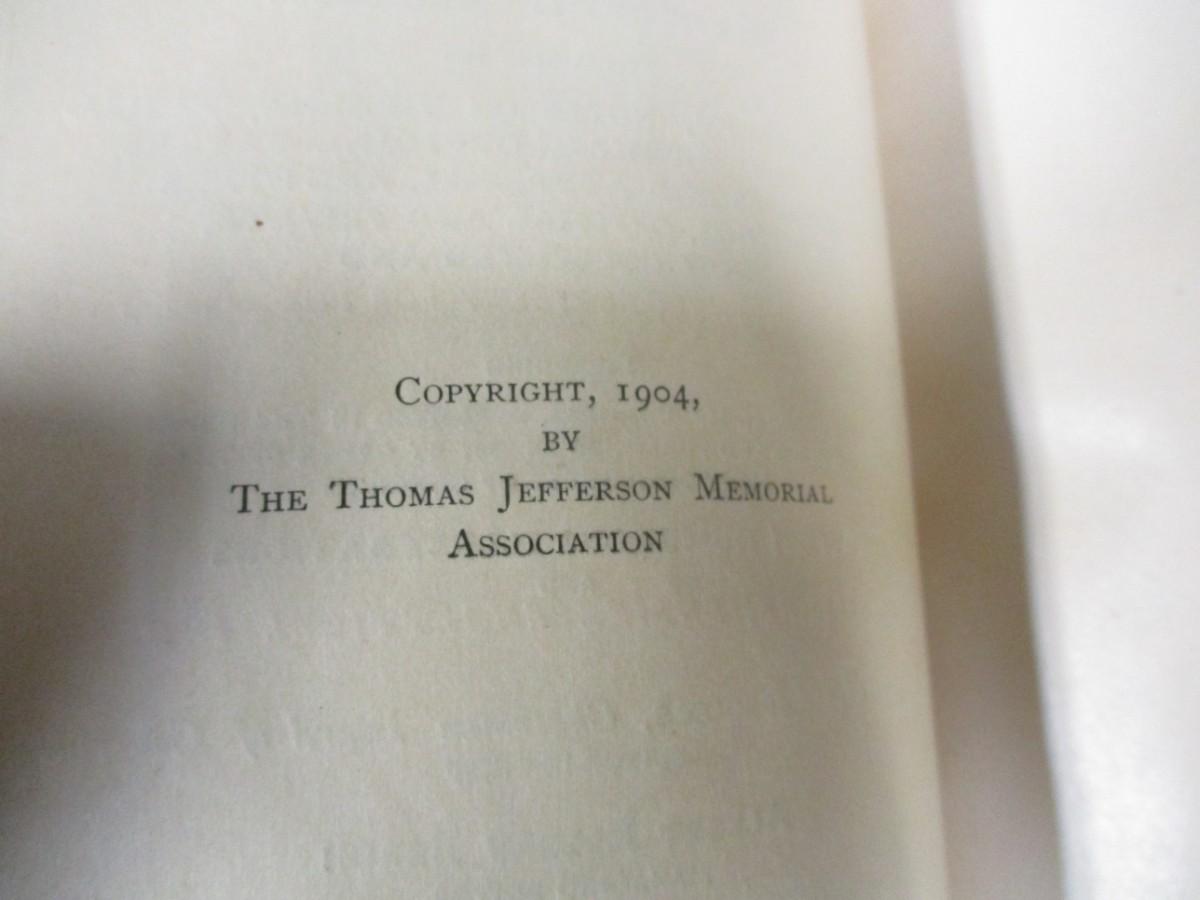 Copyright, 1904,
by
The Thomas Jefferson Memorial
Association